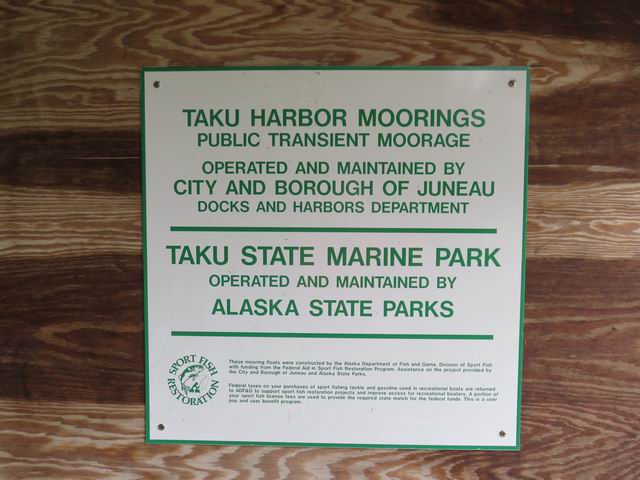 TAKU HARBOR MOORINGS
PUBLIC TRANSIENT MOORAGE
OPERATED AND MAINTAINED BY
CITY AND BOROUGH OF JUNEAU
DOCKS AND HARBORS DEPARTMENT
TAKU STATE MARINE PARK
OPERATED AND MAINTAINED BY
ALASKA STATE PARKS
SPORT FISH
RESTORATION
These mooring floats were constructed by the Alaska Department of Fish and Game, Division of Sport Fish
with funding from the Federal Aid in Sport Fish Restoration Program. Assistance on the project provided by
the City and Borough of Juneau and Alaska State Parks.
Federal taxes on your purchases of sport fishing tackle and gasoline used in recreational boats are returned
to ADF&G to support sport fish restoration projects and improve access for recreational boaters. A portion of
your sport fish license fees are used to provide the required state match for the federal funds. This is a user
pay and user benefit program.